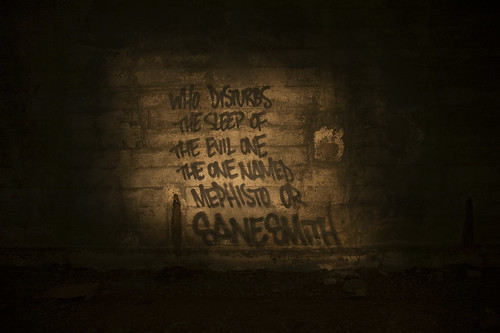 WHO DISTURBS
THE SLEEP OF
THE EVIL ONE
THE ONE NAMED
MEPHISTO OR
SANESMITH